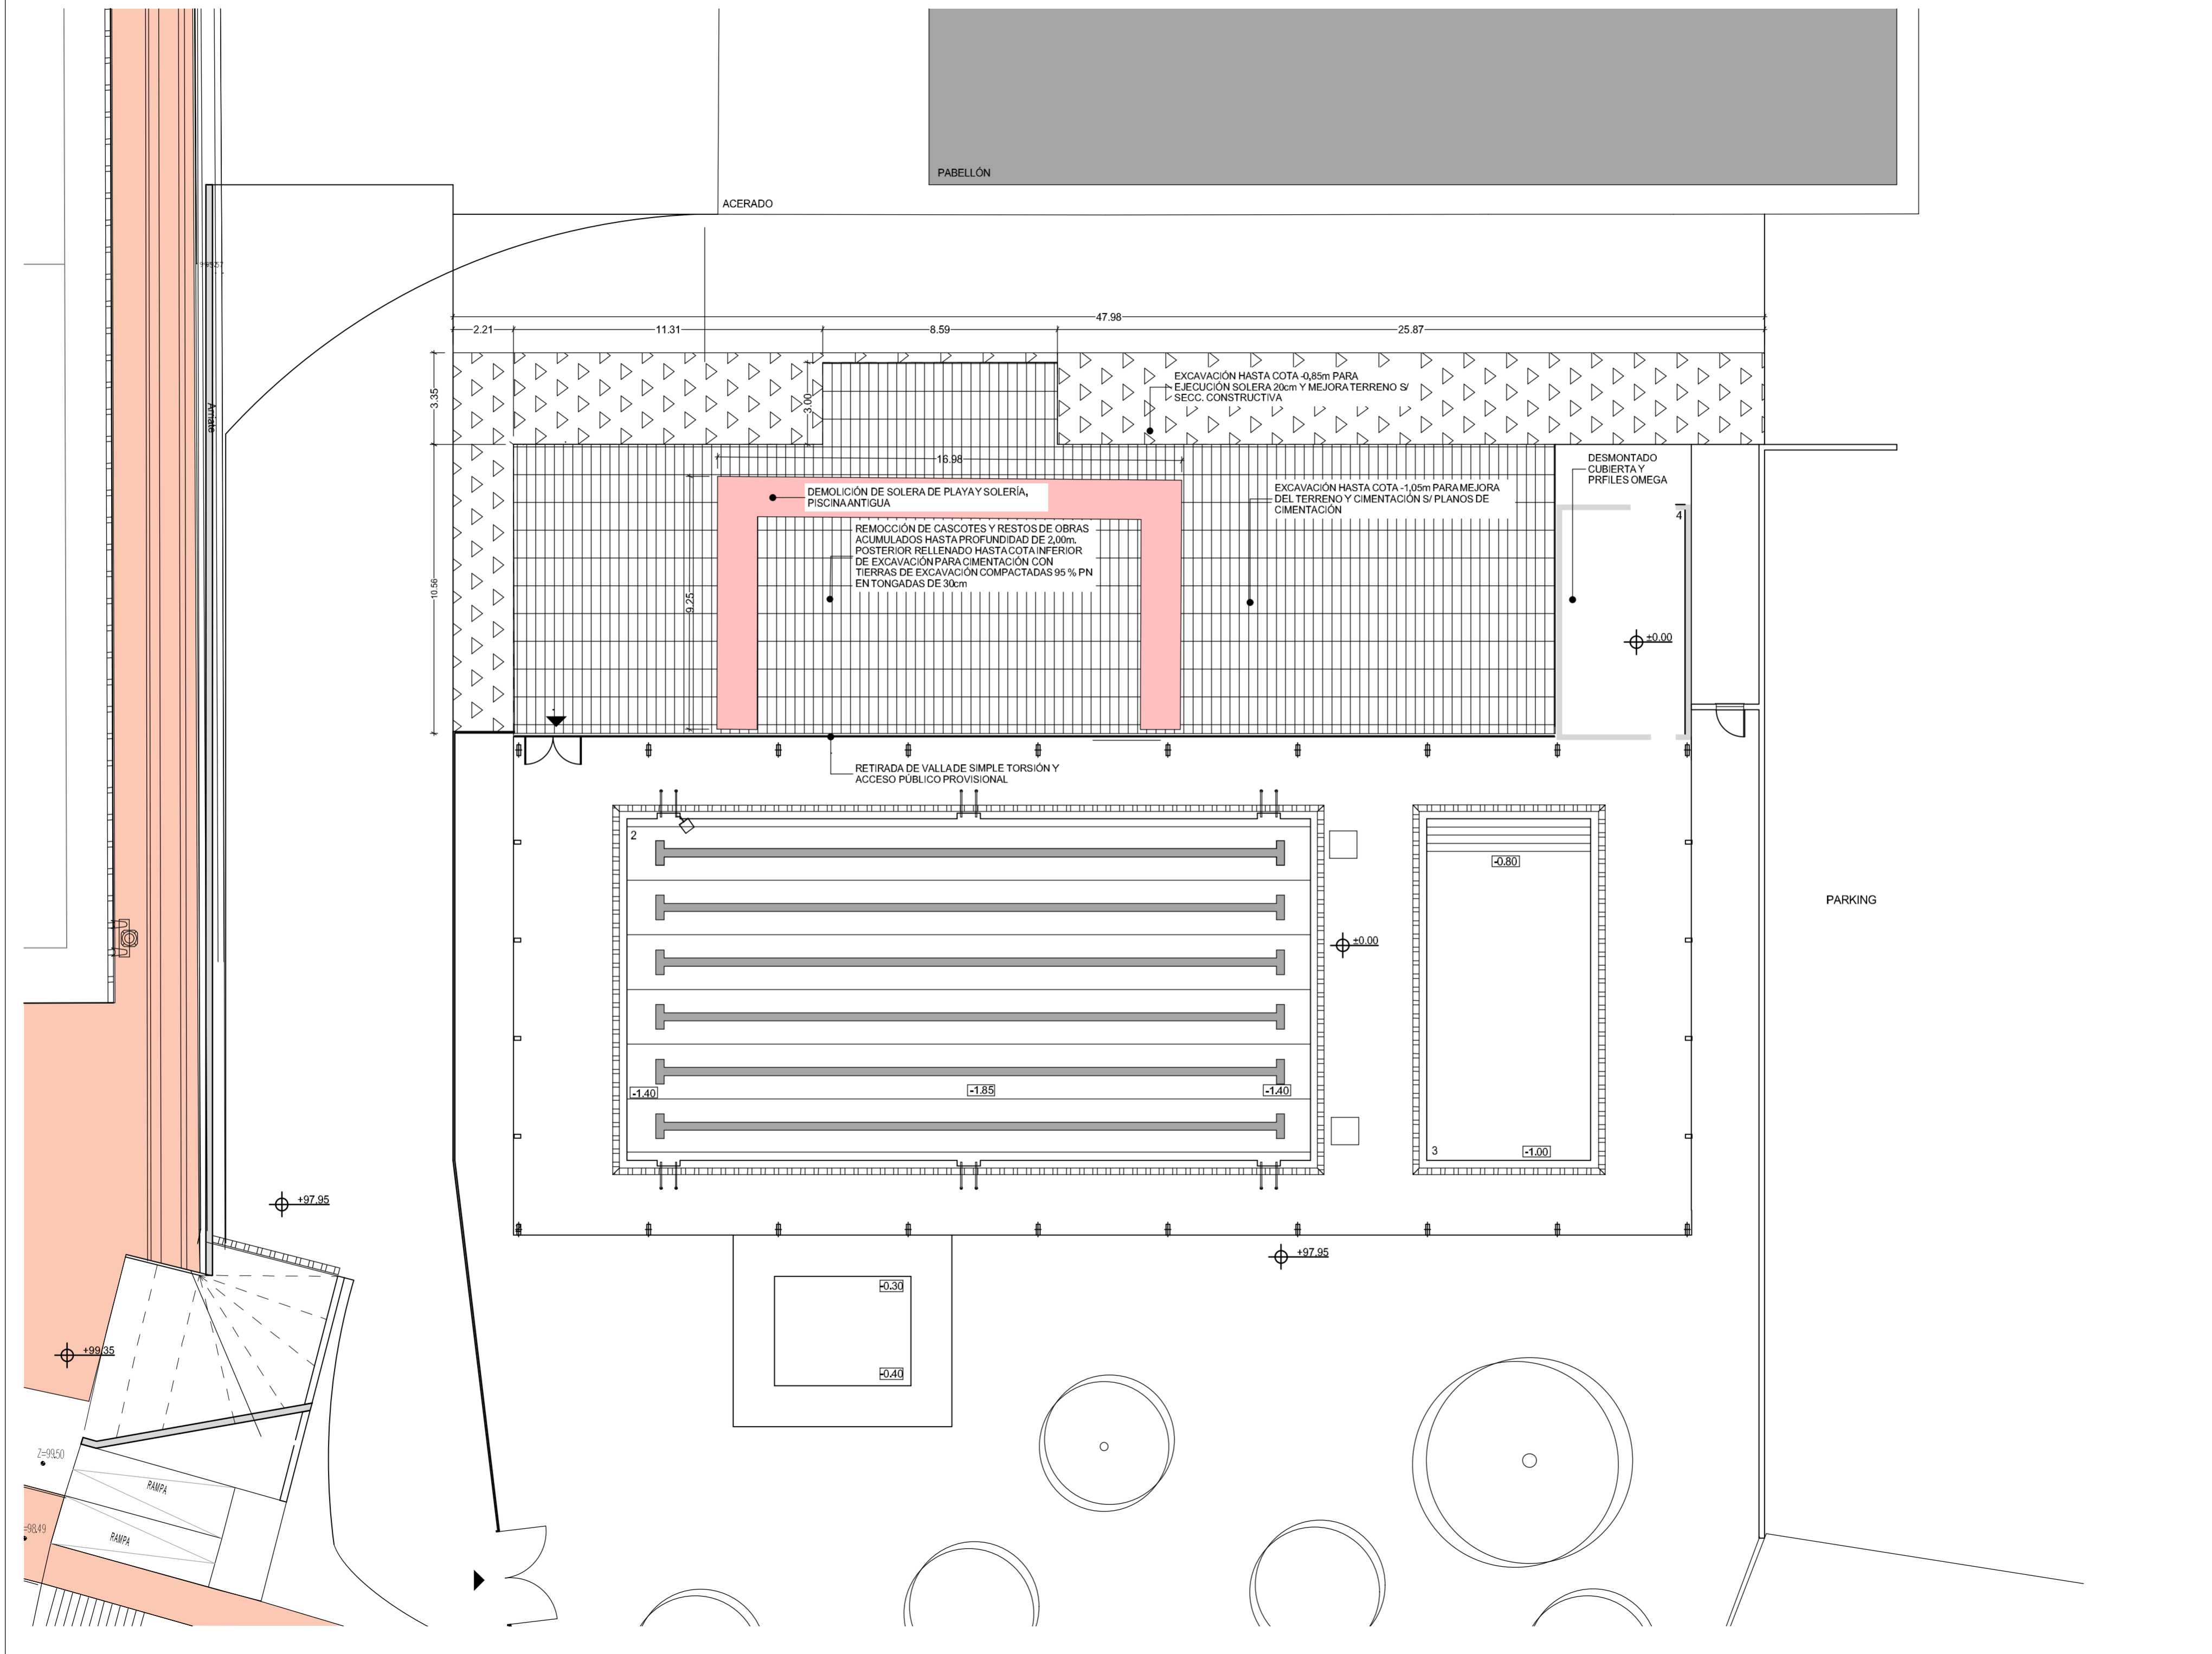 PABELLÓN
ACERADO
47.98
2.21
11.31
8.59
25.87
3.35
3.00
Arriate
EXCAVACIÓN HASTA COTA -0,85m PARA
EJECUCIÓN SOLERA 20cm Y MEJORA TERRENO S/
SECC. CONSTRUCTIVA
16.98
DESMONTADO
CUBIERTA Y
PRFILES OMEGA
DEMOLICIÓN DE SOLERA DE PLAYA Y SOLERÍA,
PISCINA ANTIGUA
EXCAVACIÓN HASTA COTA -1,05m PARA MEJORA
DEL TERRENO Y CIMENTACIÓN S/ PLANOS DE
CIMENTACIÓN
4
REMOCCIÓN DE CASCOTES Y RESTOS DE OBRAS
ACUMULADOS HASTA PROFUNDIDAD DE 2,00m.
POSTERIOR RELLENADO HASTA COTA INFERIOR
DE EXCAVACIÓN PARA CIMENTACIÓN CON
TIERRAS DE EXCAVACIÓN COMPACTADAS 95 % PN
EN TONGADAS DE 30cm
10.56
9.25
±0.00
RETIRADA DE VALLA DE SIMPLE TORSIÓN Y
ACCESO PÚBLICO PROVISIONAL
2
-0.80
PARKING
±0.00
-1.40
-1.85
-1.40
3
-1.00
+97.95
+97.95
-0.30
+99.35
-0.40
Z=99.50
RAMPA
=98.49
RAMPA